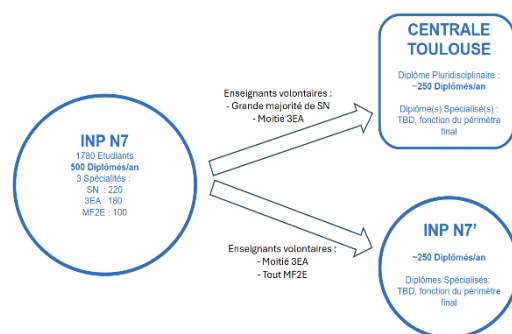 INP N7
1780 Etudiants
500 Diplômés/an
3 Spécialités :
SN : 220
3EA : 180
MF2E : 100
Enseignants volontaires :
- Grande majorité de SN
- Moitié 3EA
Enseignants volontaires :
- Moitié 3EA
- Tout MF2E
CENTRALE
TOULOUSE
Diplôme Pluridisciplinaire :
~250 Diplômés/an
Diplôme(s) Spécialisé(s) :
TBD, fonction du périmètre
final
INP N7'
~250 Diplômés/an
Diplômes Spécialisés:
TBD, fonction du périmètre
final